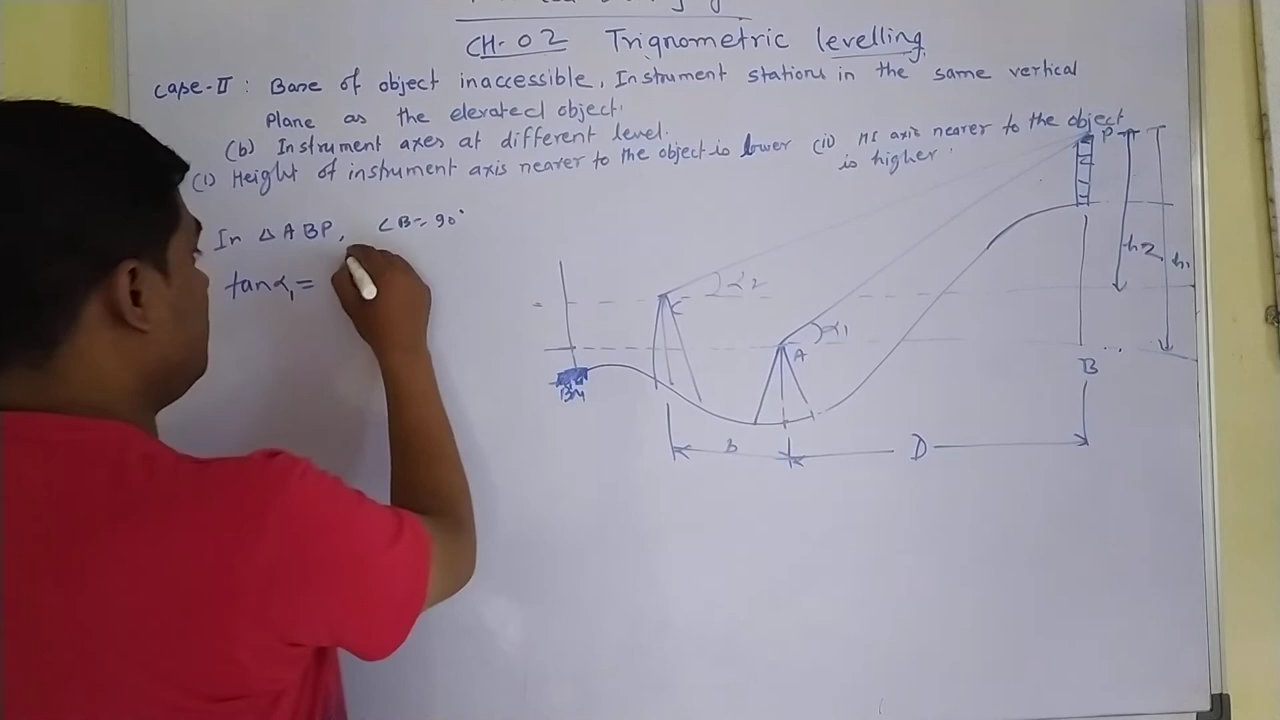 CH-02 Trignometric levelling
Case-II : Base of object inaccessible, Instrument stations in the same vertical
Plane as the elevated object.
(b) Instrument axes at different level.
(i) Height of instrument axis nearer to the object is lower (ii) HI axis nearer to the object
is higher.
In △ABP, ∠B = 90°
tanα₁ =
P
h2
h1
α2
C
α1
A
B
BM
b
D